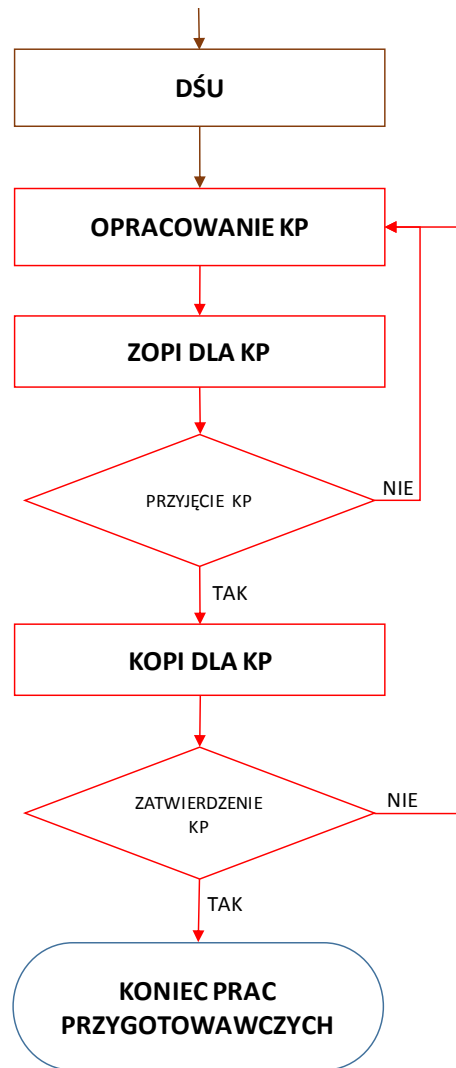 DŚU
OPRACOWANIE KP
ZOPI DLA KP
PRZYJĘCIE KP
NIE
TAK
KOPI DLA KP
ZATWIERDZENIE
KP
NIE
TAK
KONIEC PRAC
PRZYGOTOWAWCZYCH